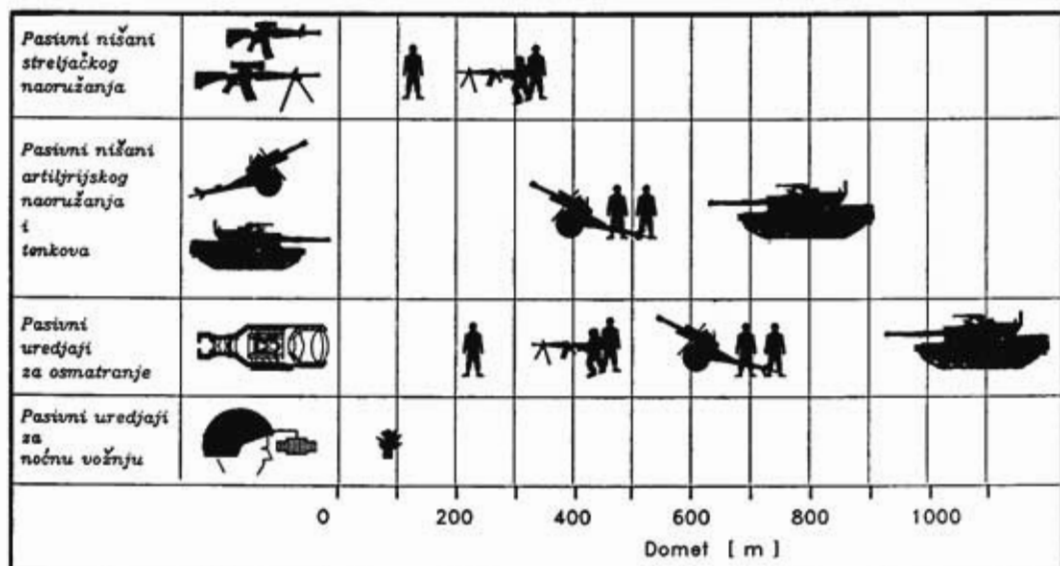 Pasivni nišani
streljačkog
naoružanja
Pasivni nišani
artiljrijskog
naoružanja
i
tenkova
Pasivni
uredjaji
za osmatranje
Pasivni uredjaji
za
noćnu vožnju
0 200 400 600 800 1000
Domet [ m ]